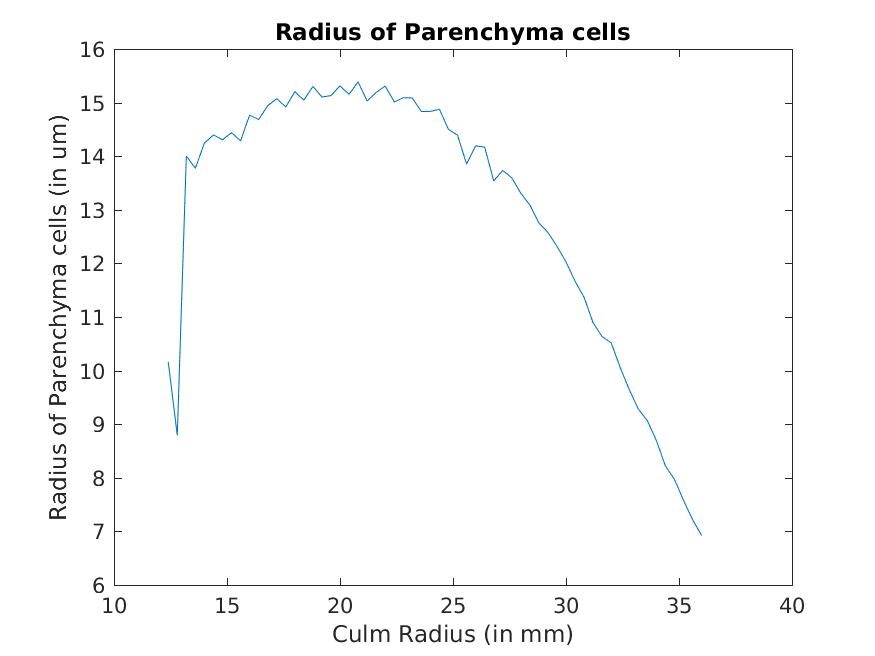 Radius of Parenchyma cells
16
15
14
13
12
11
10
9
8
7
6
Radius of Parenchyma cells (in um)
10 15 20 25 30 35 40
Culm Radius (in mm)